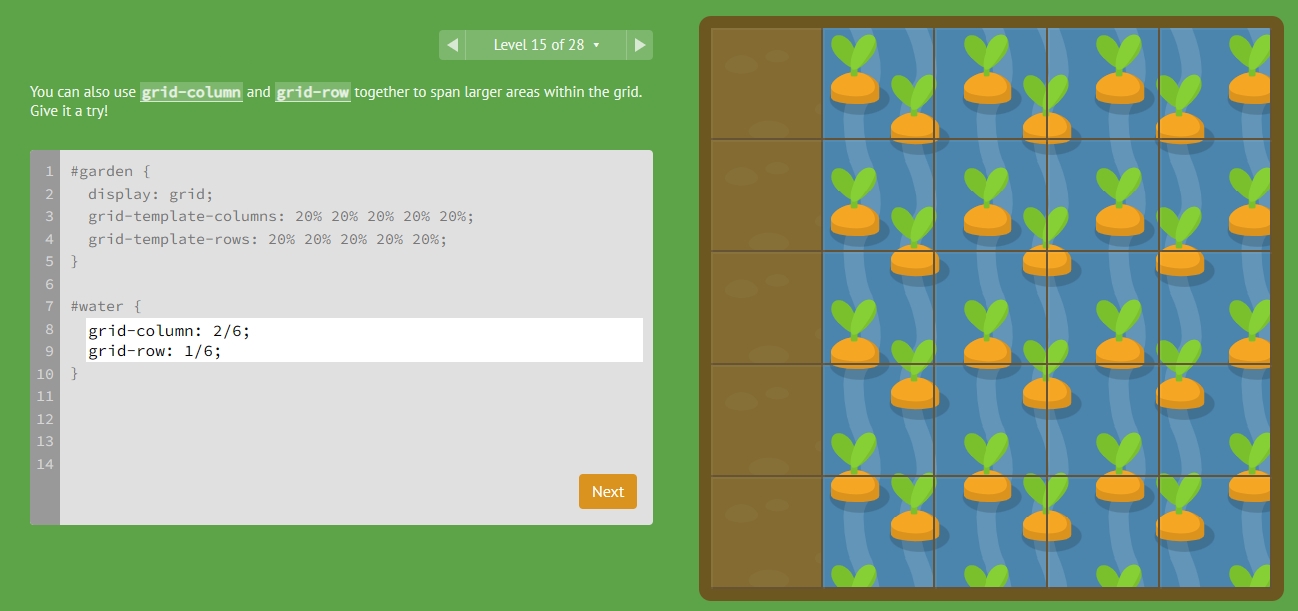 Level 15 of 28
You can also use grid-column and grid-row together to span larger areas within the grid.
Give it a try!
1 #garden {
2 display: grid;
3 grid-template-columns: 20% 20% 20% 20% 20%;
4 grid-template-rows: 20% 20% 20% 20% 20%;
5 }
6
7 #water {
8 grid-column: 2/6;
9 grid-row: 1/6;
10 }
11
12
13
14
Next